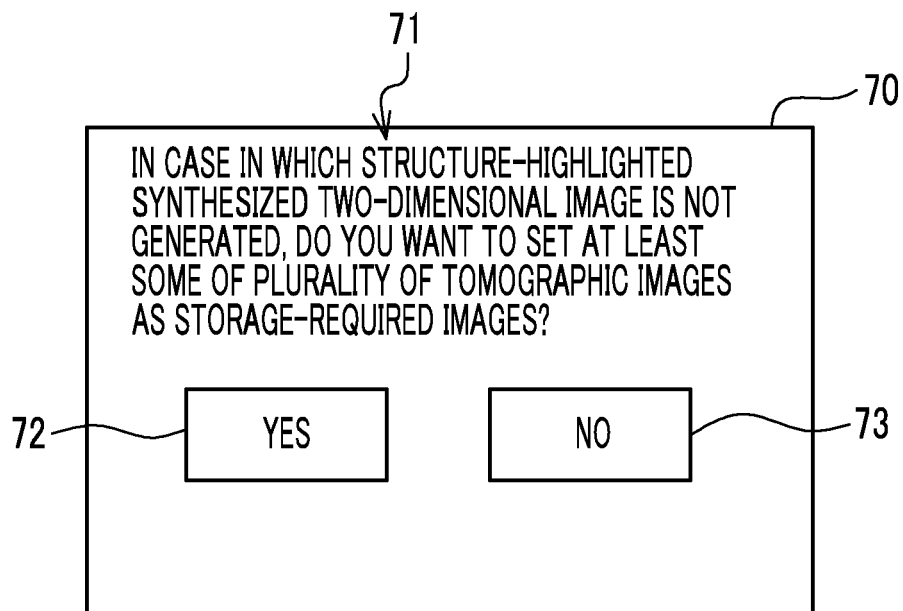 71
70
IN CASE IN WHICH STRUCTURE-HIGHLIGHTED
SYNTHESIZED TWO-DIMENSIONAL IMAGE IS NOT
GENERATED, DO YOU WANT TO SET AT LEAST
SOME OF PLURALITY OF TOMOGRAPHIC IMAGES
AS STORAGE-REQUIRED IMAGES?
72
YES
NO
73